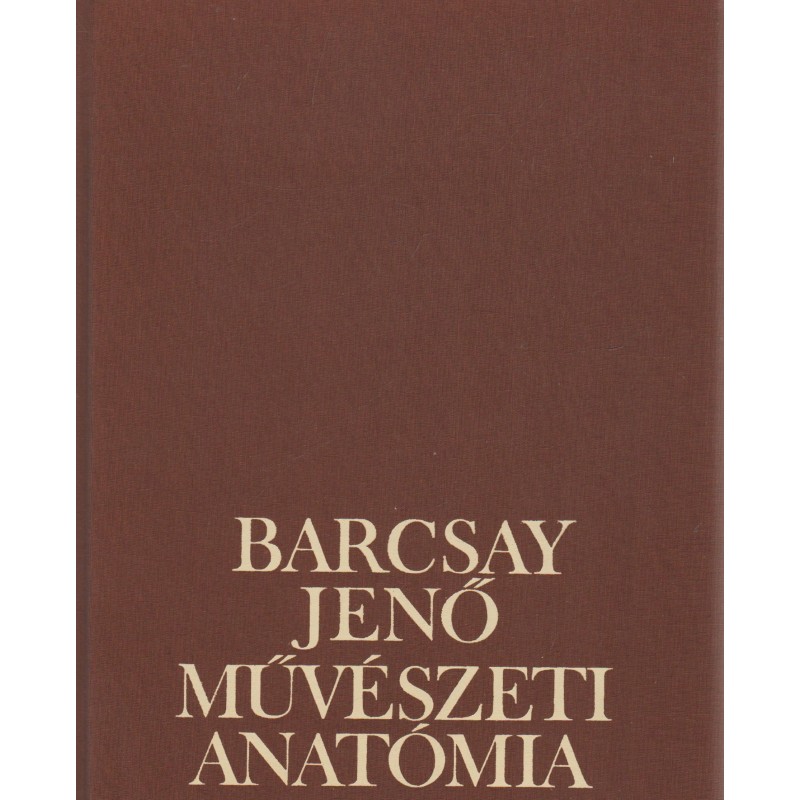 BARCSAY
JENŐ
MŰVÉSZETI
ANATÓMIA